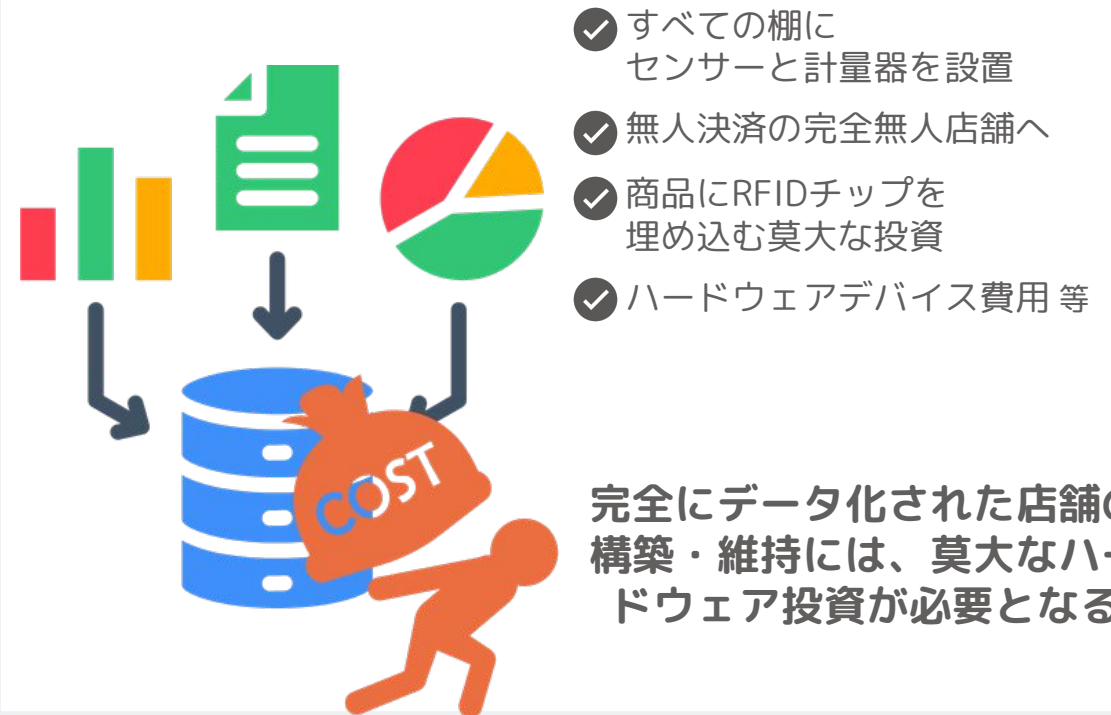 すべての棚に
センサーと計量器を設置
無人決済の完全無人店舗へ
商品にRFIDチップを
埋め込む莫大な投資
ハードウェアデバイス費用 等
COST
完全にデータ化された店舗の
構築・維持には、莫大なハー
ドウェア投資が必要となる